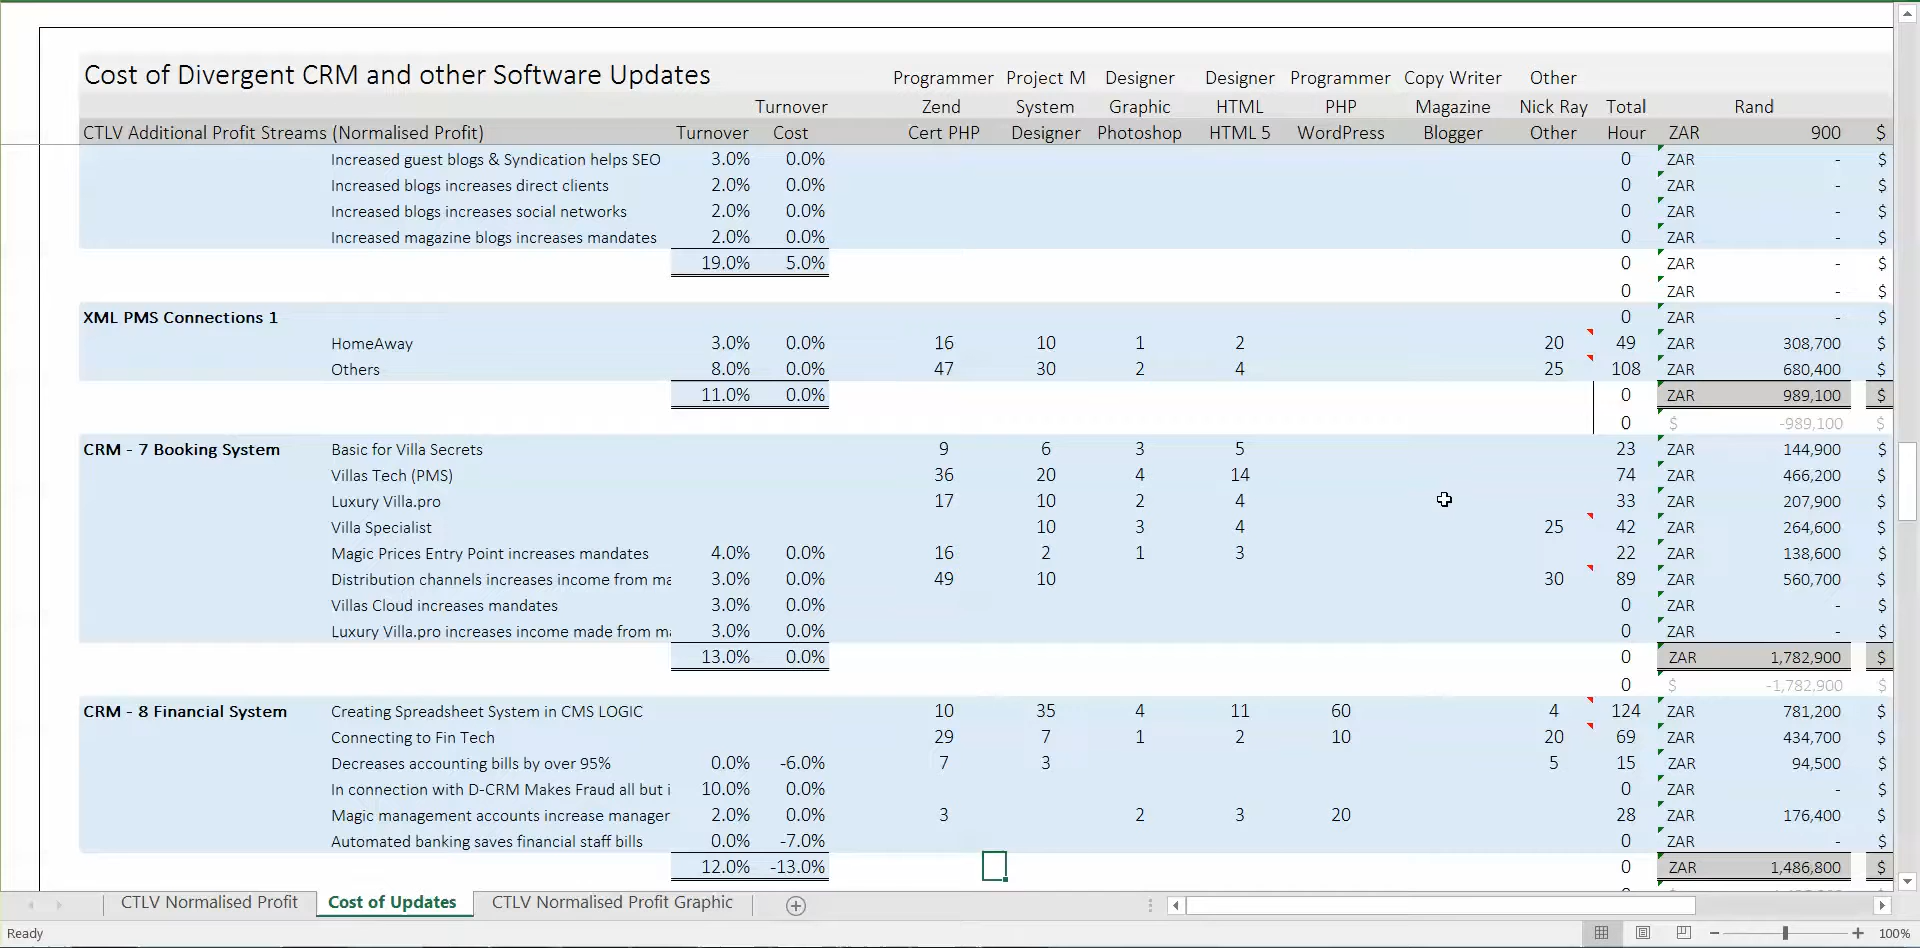 Cost of Divergent CRM and other Software Updates Programmer Project M Designer Designer Programmer Copy Writer Other
Turnover Zend System Graphic HTML PHP Magazine Nick Ray Total Rand
CTLV Additional Profit Streams (Normalised Profit) Turnover Cost Cert PHP Designer Photoshop HTML 5 WordPress Blogger Other Hour ZAR 900 $
Increased guest blogs & Syndication helps SEO 3.0% 0.0% 0 ZAR - $
Increased blogs increases direct clients 2.0% 0.0% 0 ZAR - $
Increased blogs increases social networks 2.0% 0.0% 0 ZAR - $
Increased magazine blogs increases mandates 2.0% 0.0% 0 ZAR - $
19.0% 5.0% 0 ZAR - $
0 ZAR - $
XML PMS Connections 1 0 ZAR - $
HomeAway 3.0% 0.0% 16 10 1 2 20 49 ZAR 308,700 $
Others 8.0% 0.0% 47 30 2 4 25 108 ZAR 680,400 $
11.0% 0.0% 0 ZAR 989,100 $
0 $ -989,100 $
CRM - 7 Booking System Basic for Villa Secrets 9 6 3 5 23 ZAR 144,900 $
Villas Tech (PMS) 36 20 4 14 74 ZAR 466,200 $
Luxury Villa.pro 17 10 2 4 33 ZAR 207,900 $
Villa Specialist 10 3 4 25 42 ZAR 264,600 $
Magic Prices Entry Point increases mandates 4.0% 0.0% 16 2 1 3 22 ZAR 138,600 $
Distribution channels increases income from ma 3.0% 0.0% 49 10 30 89 ZAR 560,700 $
Villas Cloud increases mandates 3.0% 0.0% 0 ZAR - $
Luxury Villa.pro increases income made from ma 3.0% 0.0% 0 ZAR - $
13.0% 0.0% 0 ZAR 1,782,900 $
0 $ -1,782,900 $
CRM - 8 Financial System Creating Spreadsheet System in CMS LOGIC 10 35 4 11 60 4 124 ZAR 781,200 $
Connecting to Fin Tech 29 7 1 2 10 20 69 ZAR 434,700 $
Decreases accounting bills by over 95% 0.0% -6.0% 7 3 5 15 ZAR 94,500 $
In connection with D-CRM Makes Fraud all but i 10.0% 0.0% 0 ZAR - $
Magic management accounts increase manager 2.0% 0.0% 3 2 3 20 28 ZAR 176,400 $
Automated banking saves financial staff bills 0.0% -7.0% 0 ZAR - $
12.0% -13.0% 0 ZAR 1,486,800 $
CTLV Normalised Profit Cost of Updates CTLV Normalised Profit Graphic
Ready 100%